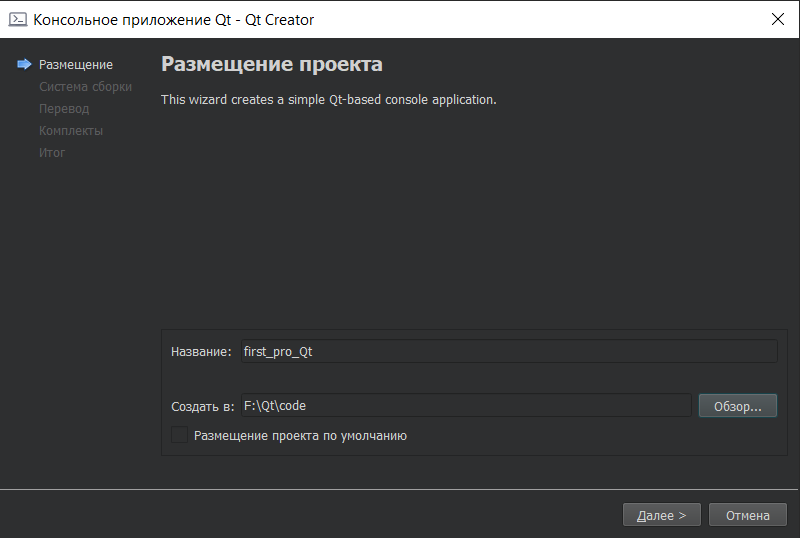 Консольное приложение Qt - Qt Creator
Размещение
Система сборки
Перевод
Комплекты
Итог
Размещение проекта
This wizard creates a simple Qt-based console application.
Название: first_pro_Qt
Создать в: F:\Qt\code Обзор...
Размещение проекта по умолчанию
Далее > Отмена